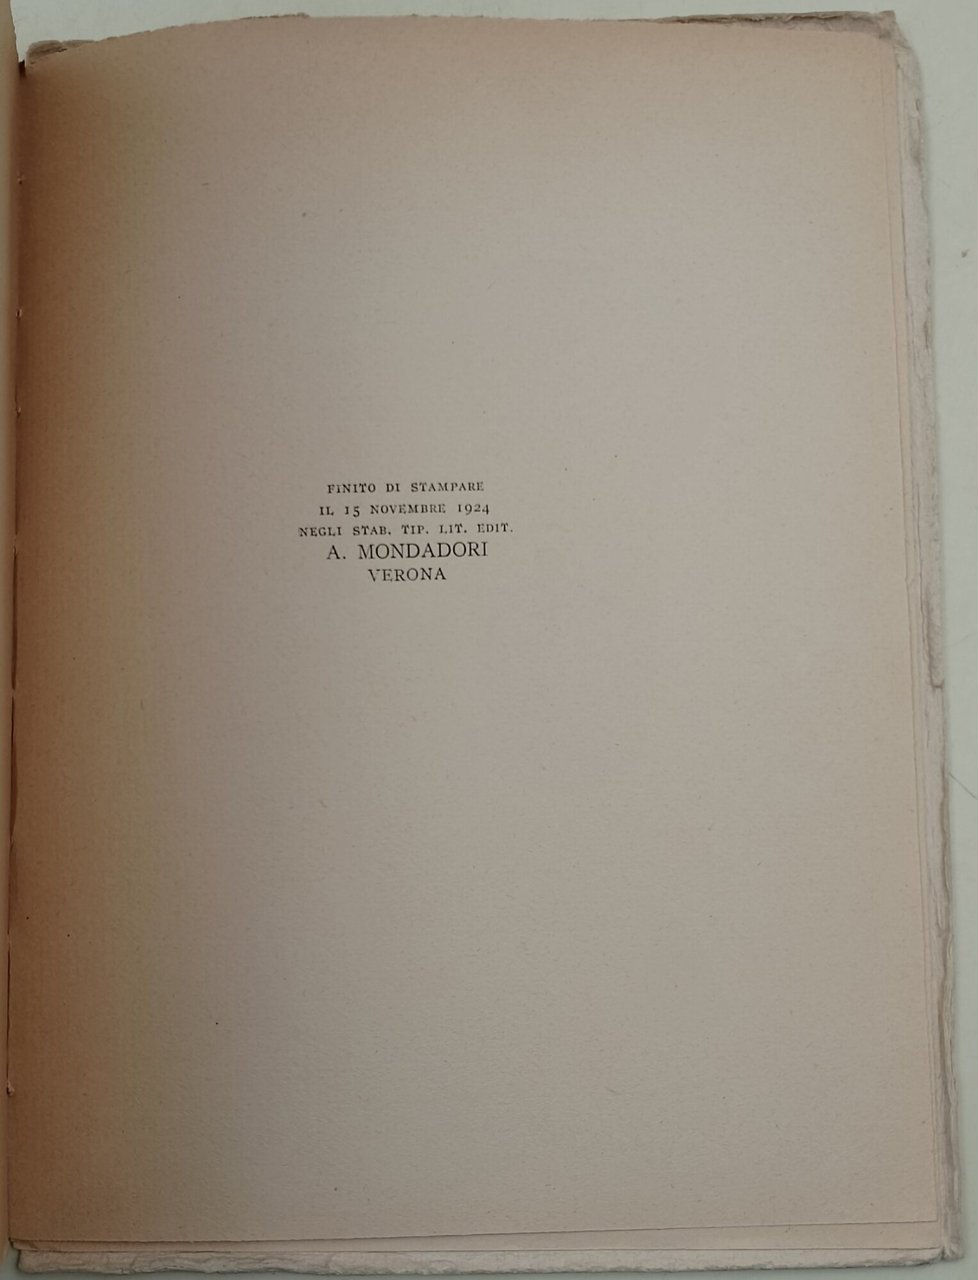 FINITO DI STAMPARE
IL 15 NOVEMBRE 1924
NEGLI STAB. TIP. LIT. EDIT.
A. MONDADORI
VERONA